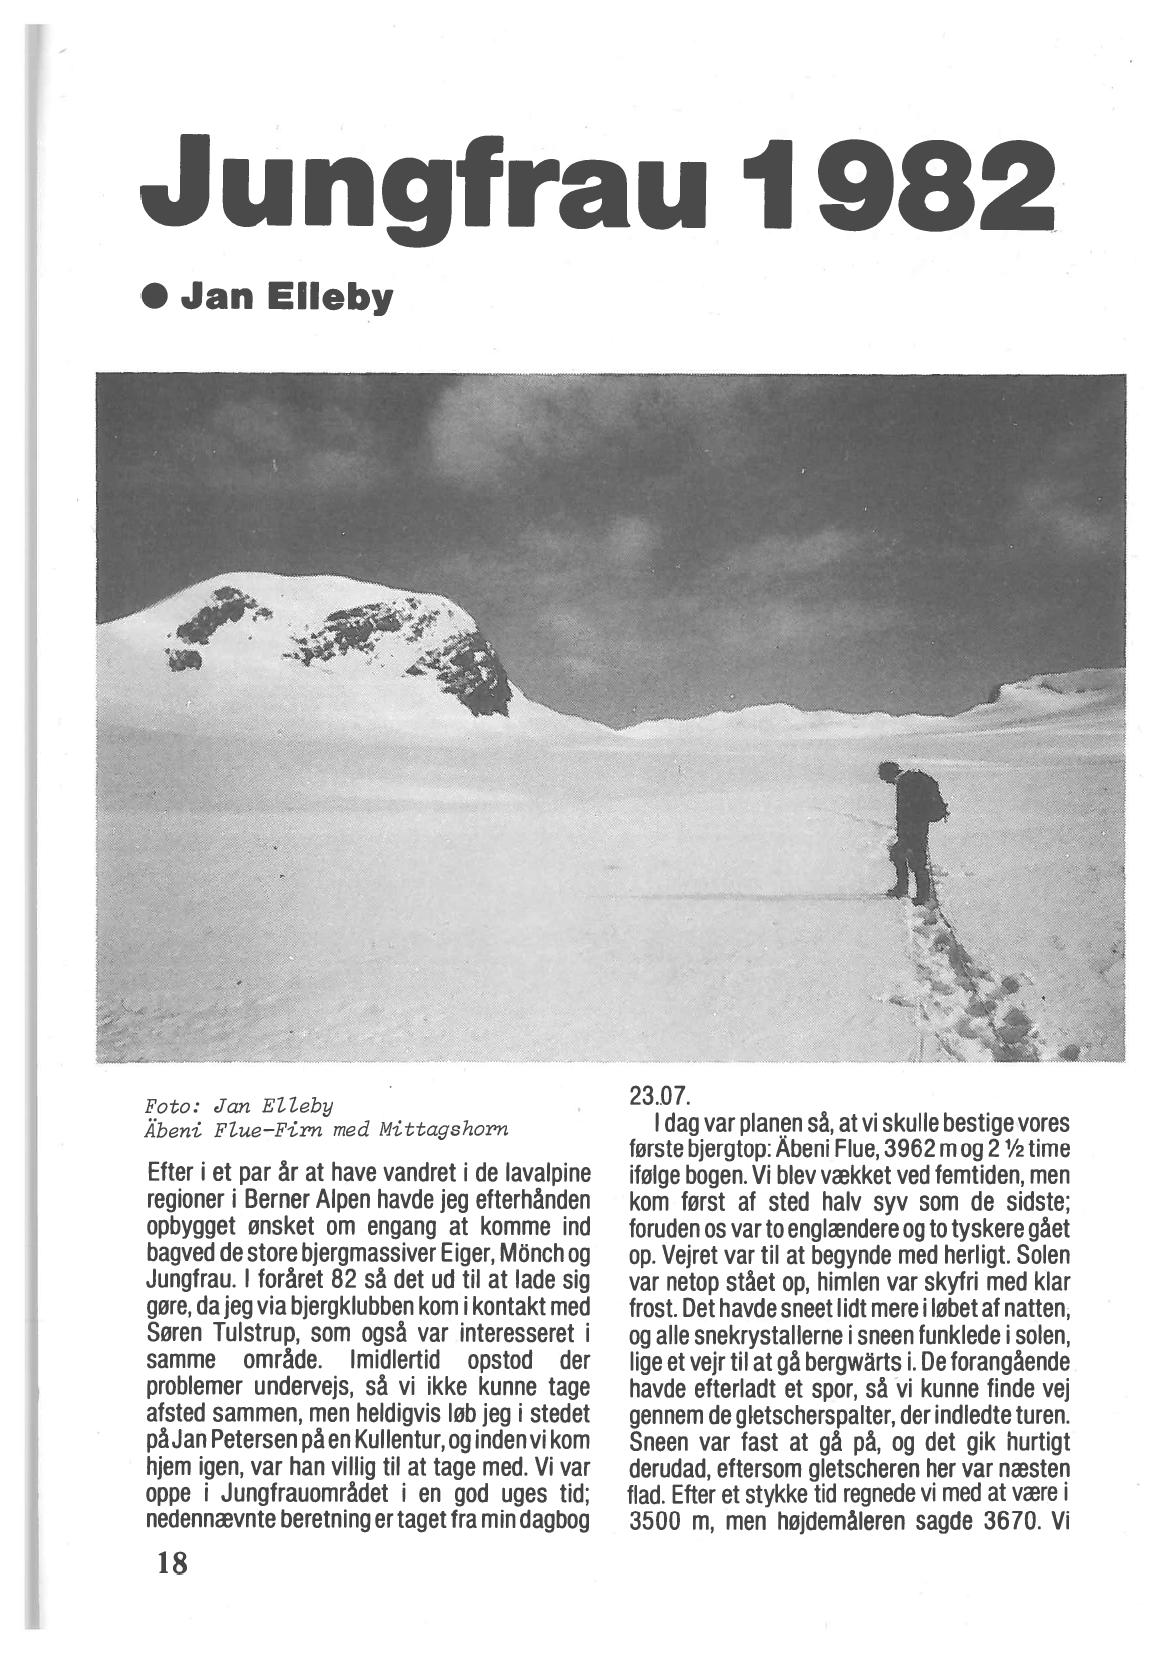 Jungfrau 1982
● Jan Elleby
Foto: Jan Elleby
Äbeni Flue-Firn med Mittagshorn
Efter i et par år at have vandret i de lavalpine
regioner i Berner Alpen havde jeg efterhånden
opbygget ønsket om engang at komme ind
bagved de store bjergmassiver Eiger, Mönch og
Jungfrau. I foråret 82 så det ud til at lade sig
gøre, da jeg via bjergklubben kom i kontakt med
Søren Tulstrup, som også var interesseret i
samme område. Imidlertid opstod der
problemer undervejs, så vi ikke kunne tage
afsted sammen, men heldigvis løb jeg i stedet
på Jan Petersen på en Kullentur, og inden vi kom
hjem igen, var han villig til at tage med. Vi var
oppe i Jungfrauområdet i en god uges tid;
nedennævnte beretning er taget fra min dagbog
18
23.07.
I dag var planen så, at vi skulle bestige vores
første bjergtop: Äbeni Flue, 3962 m og 2 ½ time
ifølge bogen. Vi blev vækket ved femtiden, men
kom først af sted halv syv som de sidste;
foruden os var to englændere og to tyskere gået
op. Vejret var til at begynde med herligt. Solen
var netop stået op, himlen var skyfri med klar
frost. Det havde sneet lidt mere i løbet af natten,
og alle snekrystallerne i sneen funklede i solen,
lige et vejr til at gå bergwärts i. De forangående
havde efterladt et spor, så vi kunne finde vej
gennem de gletscherspalter, der indledte turen.
Sneen var fast at gå på, og det gik hurtigt
derudad, eftersom gletscheren her var næsten
flad. Efter et stykke tid regnede vi med at være i
3500 m, men højdemåleren sagde 3670. Vi